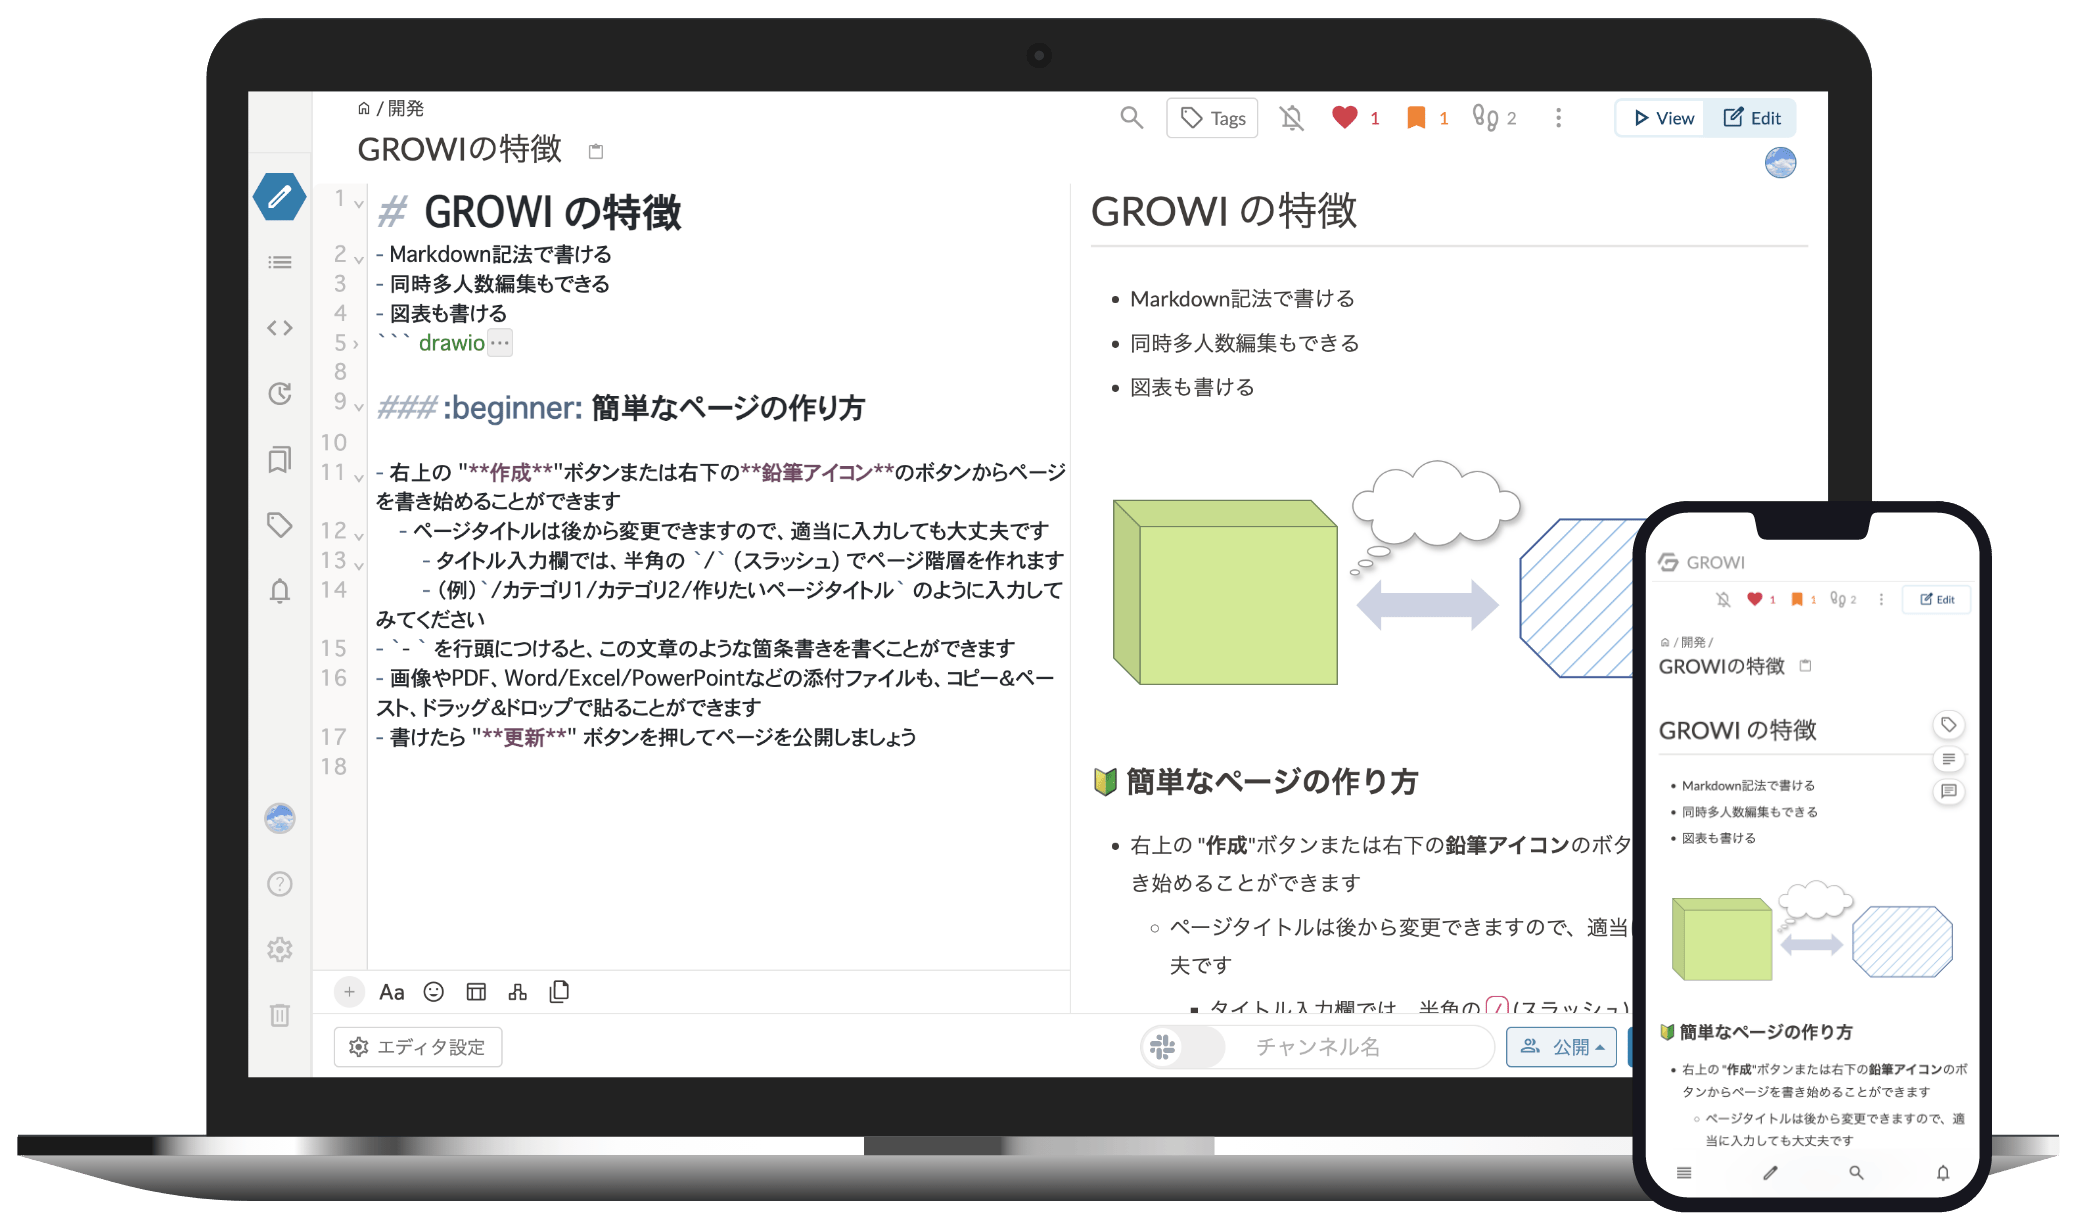 / 開発
GROWIの特徴
Tags
1
1
2
View
Edit
1 # GROWI の特徴
2 - Markdown記法で書ける
3 - 同時多人数編集もできる
4 - 図表も書ける
5 ``` drawio …
8
9 ### :beginner: 簡単なページの作り方
10
11 - 右上の "**作成**"ボタンまたは右下の**鉛筆アイコン**のボタンからページ
を書き始めることができます
12 - ページタイトルは後から変更できますので、適当に入力しても大丈夫です
13 - タイトル入力欄では、半角の `/` (スラッシュ) でページ階層を作れます
14 - (例) `/カテゴリ1/カテゴリ2/作りたいページタイトル` のように入力して
みてください
15 - `- ` を行頭につけると、この文章のような箇条書きを書くことができます
16 - 画像やPDF、Word/Excel/PowerPointなどの添付ファイルも、コピー&ペー
スト、ドラッグ&ドロップで貼ることができます
17 - 書けたら "**更新**" ボタンを押してページを公開しましょう
18
Aa
エディタ設定
GROWI の特徴
• Markdown記法で書ける
• 同時多人数編集もできる
• 図表も書ける
🔰 簡単なページの作り方
• 右上の "作成"ボタンまたは右下の鉛筆アイコンのボタ
き始めることができます
◦ ページタイトルは後から変更できますので、適当
夫です
▪ タイトル入力欄では、半角の / (スラッシュ)
チャンネル名
公開
GROWI
1
1
2
Edit
/ 開発 /
GROWIの特徴
GROWI の特徴
• Markdown記法で書ける
• 同時多人数編集もできる
• 図表も書ける
🔰 簡単なページの作り方
• 右上の "作成"ボタンまたは右下の鉛筆アイコンのボ
タンからページを書き始めることができます
◦ ページタイトルは後から変更できますので、適
当に入力しても大丈夫です